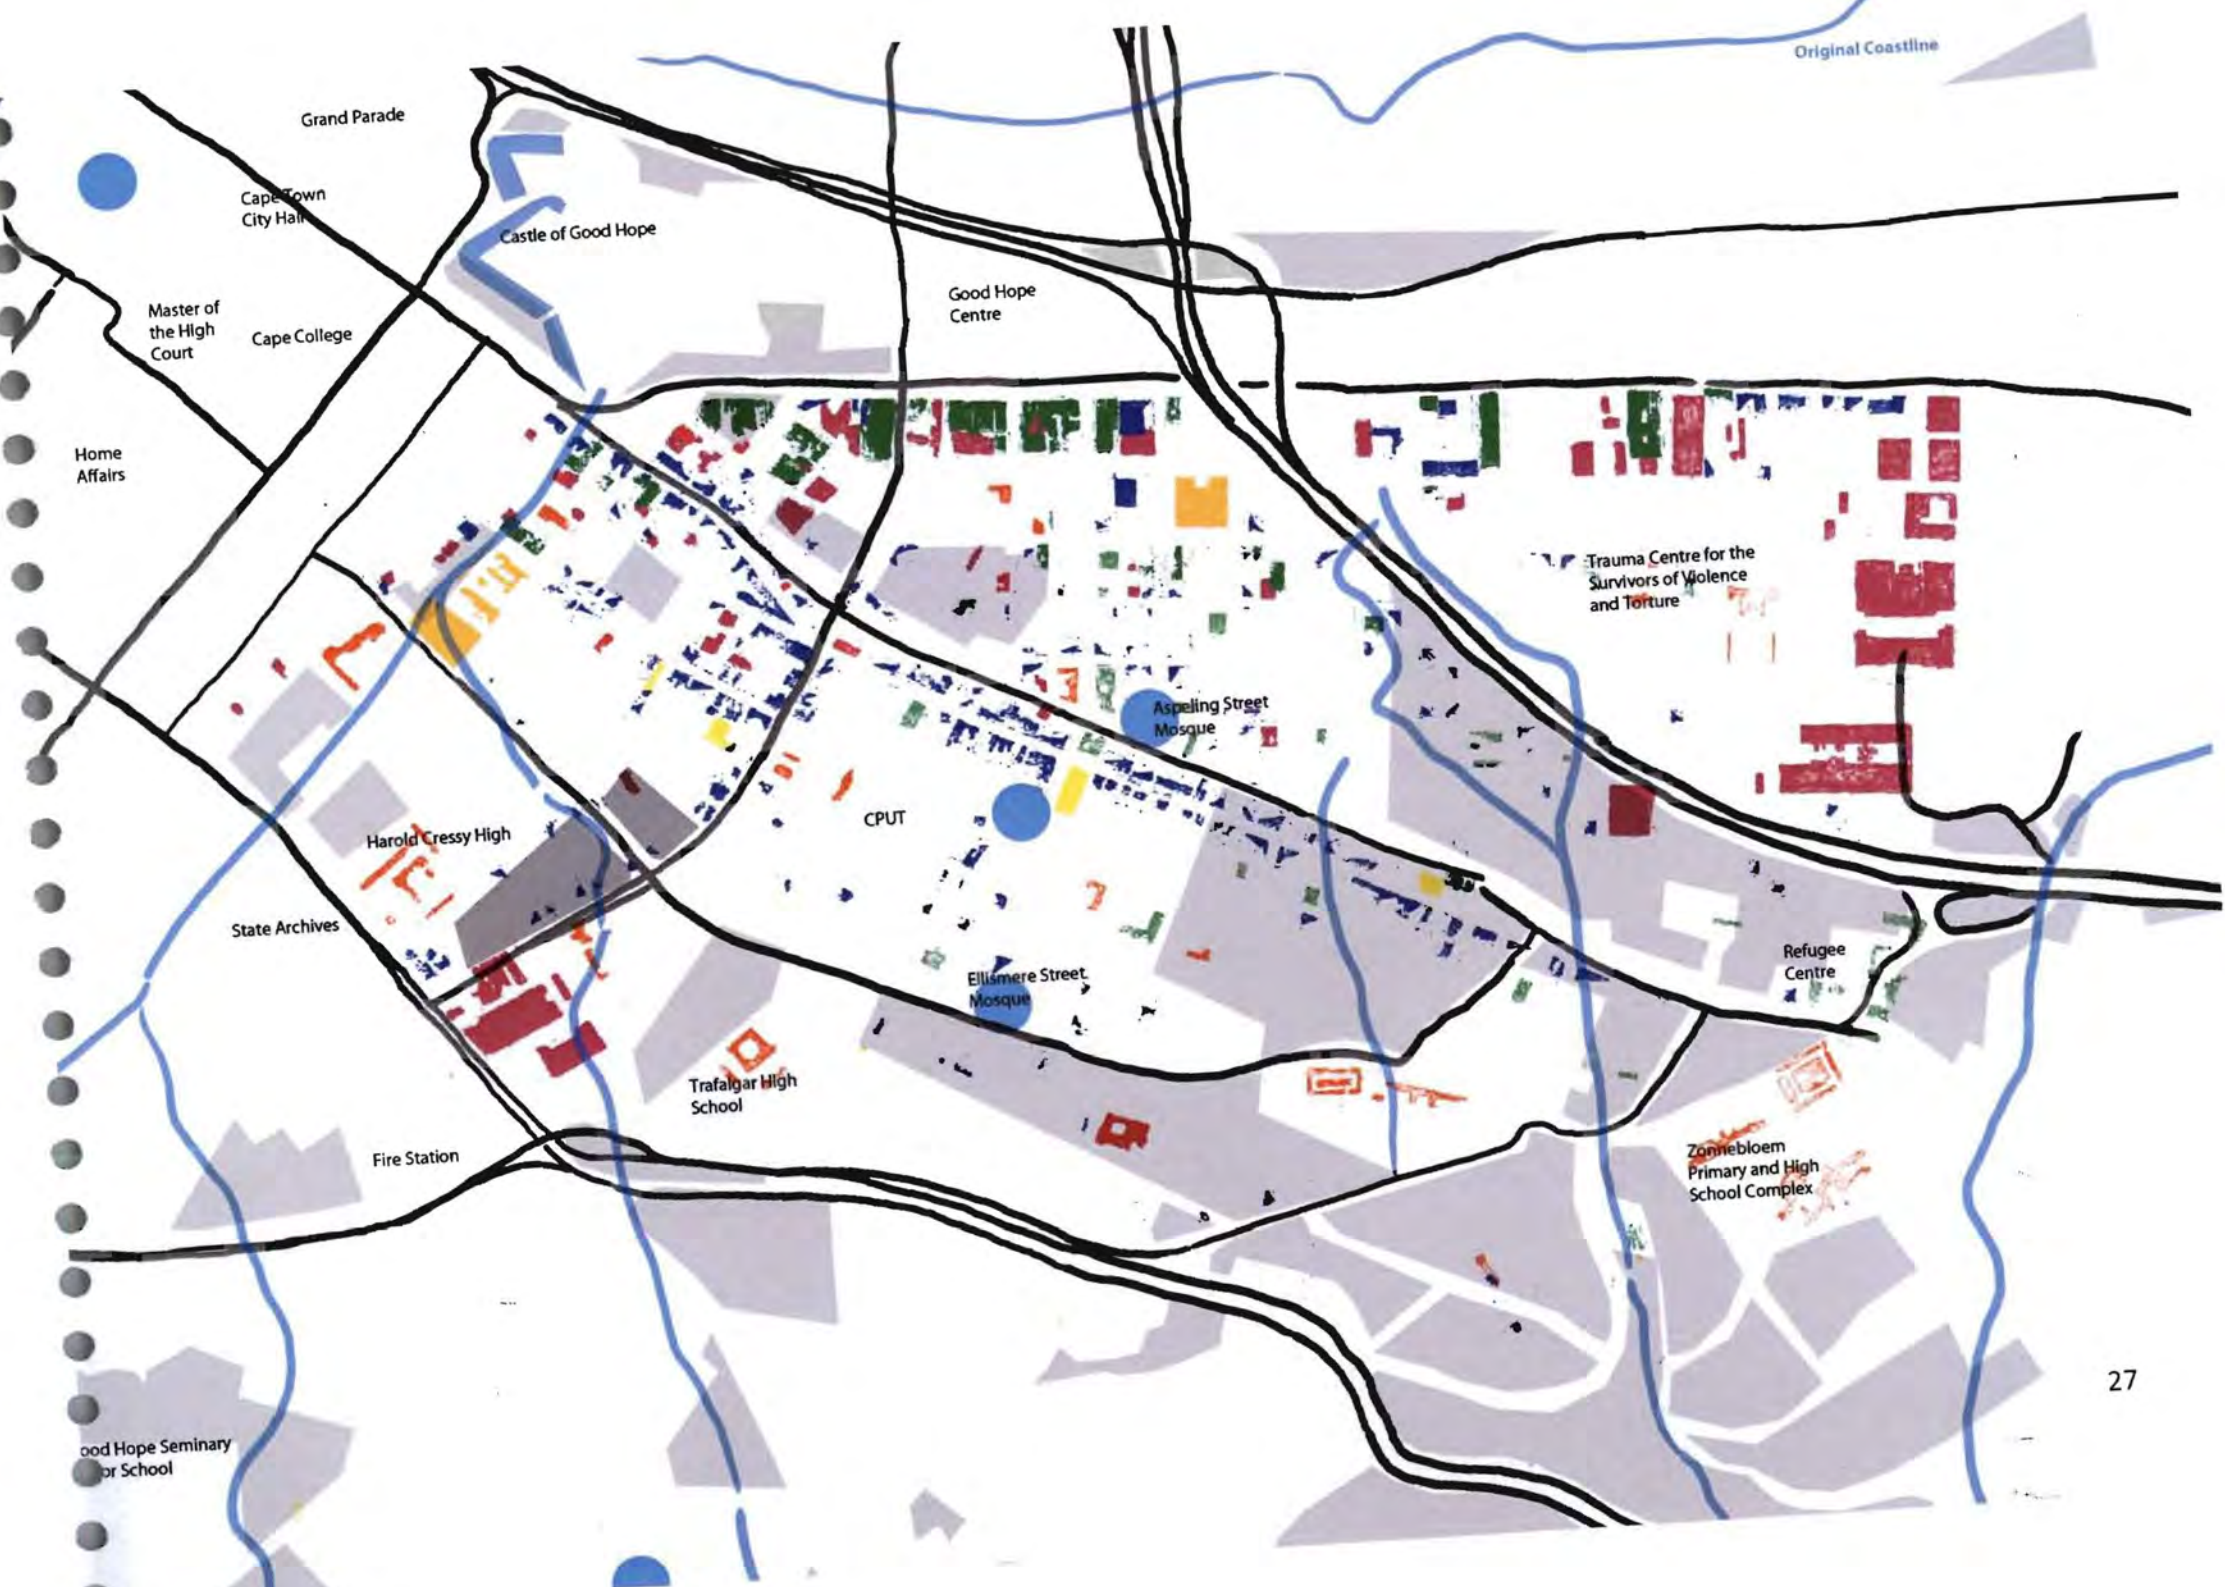 Original Coastline
Grand Parade
Cape Town
City Hall
Castle of Good Hope
Good Hope
Centre
Master of
the High
Court
Cape College
Home
Affairs
Trauma Centre for the
Survivors of Violence
and Torture
Aspeling Street
Mosque
CPUT
Harold Cressy High
State Archives
Refugee
Centre
Ellismere Street
Mosque
Trafalgar High
School
Fire Station
Zonnebloem
Primary and High
School Complex
27
ood Hope Seminary
or School